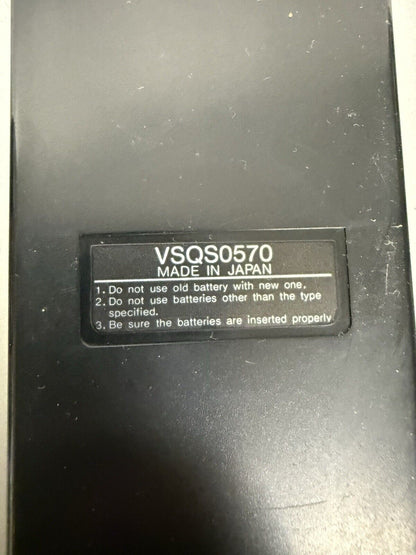 VSQS0570
MADE IN JAPAN
1. Do not use old battery with new one.
2. Do not use batteries other than the type
specified.
3. Be sure the batteries are inserted properly